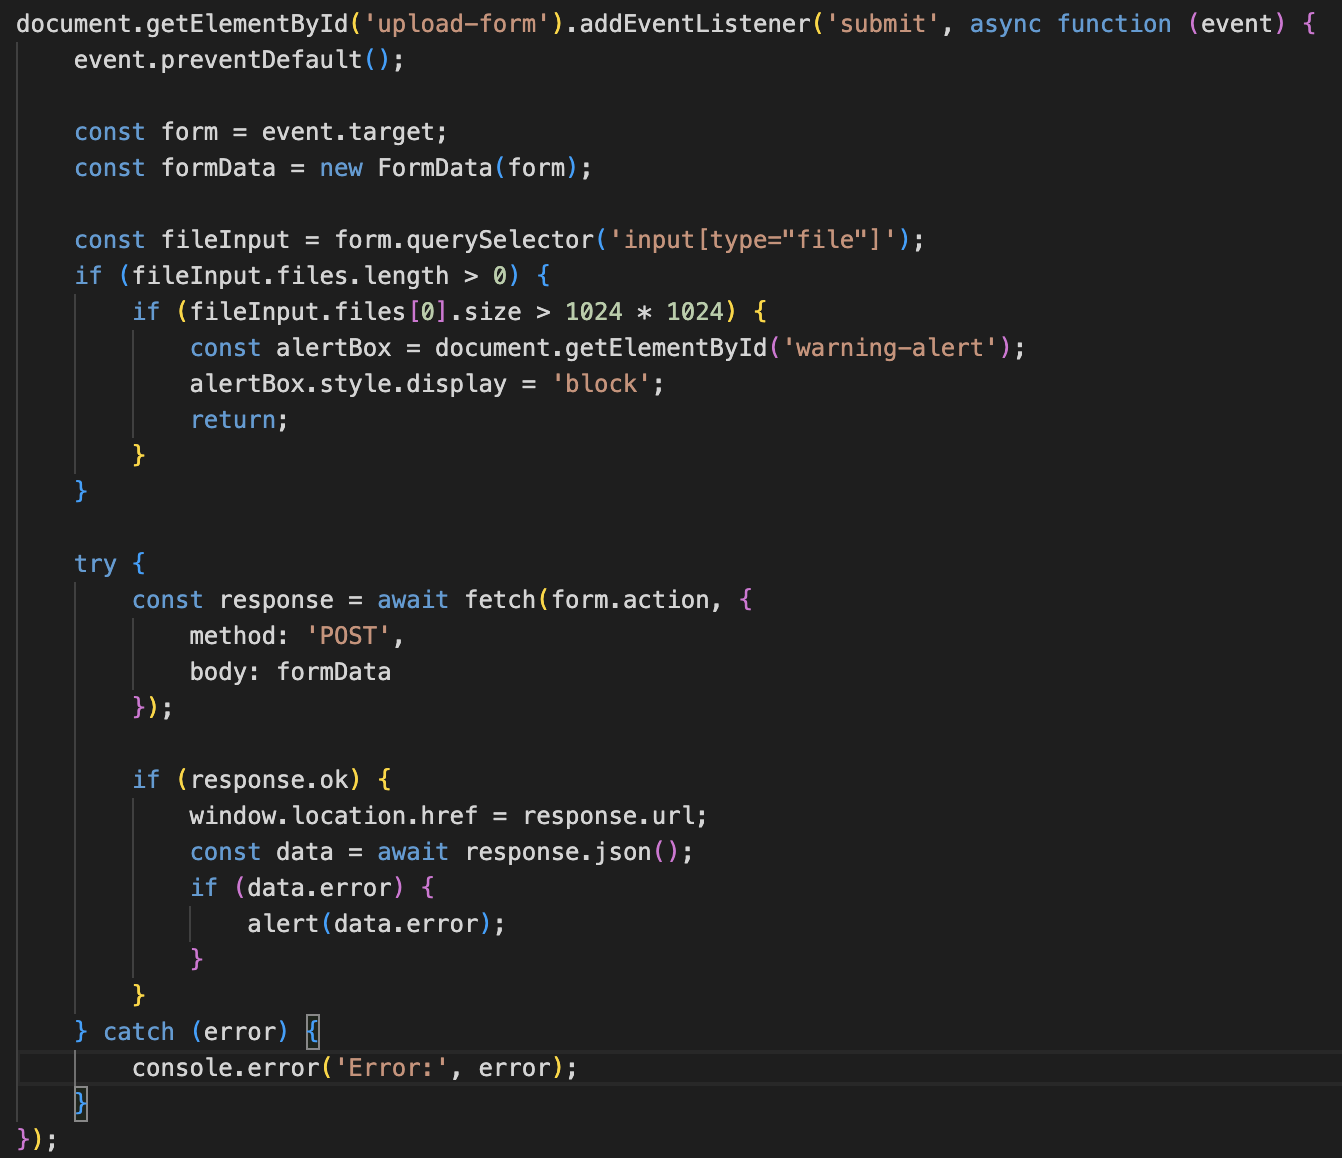 document.getElementById('upload-form').addEventListener('submit', async function (event) {
    event.preventDefault();

    const form = event.target;
    const formData = new FormData(form);

    const fileInput = form.querySelector('input[type="file"]');
    if (fileInput.files.length > 0) {
        if (fileInput.files[0].size > 1024 * 1024) {
            const alertBox = document.getElementById('warning-alert');
            alertBox.style.display = 'block';
            return;
        }
    }

    try {
        const response = await fetch(form.action, {
            method: 'POST',
            body: formData
        });

        if (response.ok) {
            window.location.href = response.url;
            const data = await response.json();
            if (data.error) {
                alert(data.error);
            }
        }
    } catch (error) {
        console.error('Error:', error);
    }
});